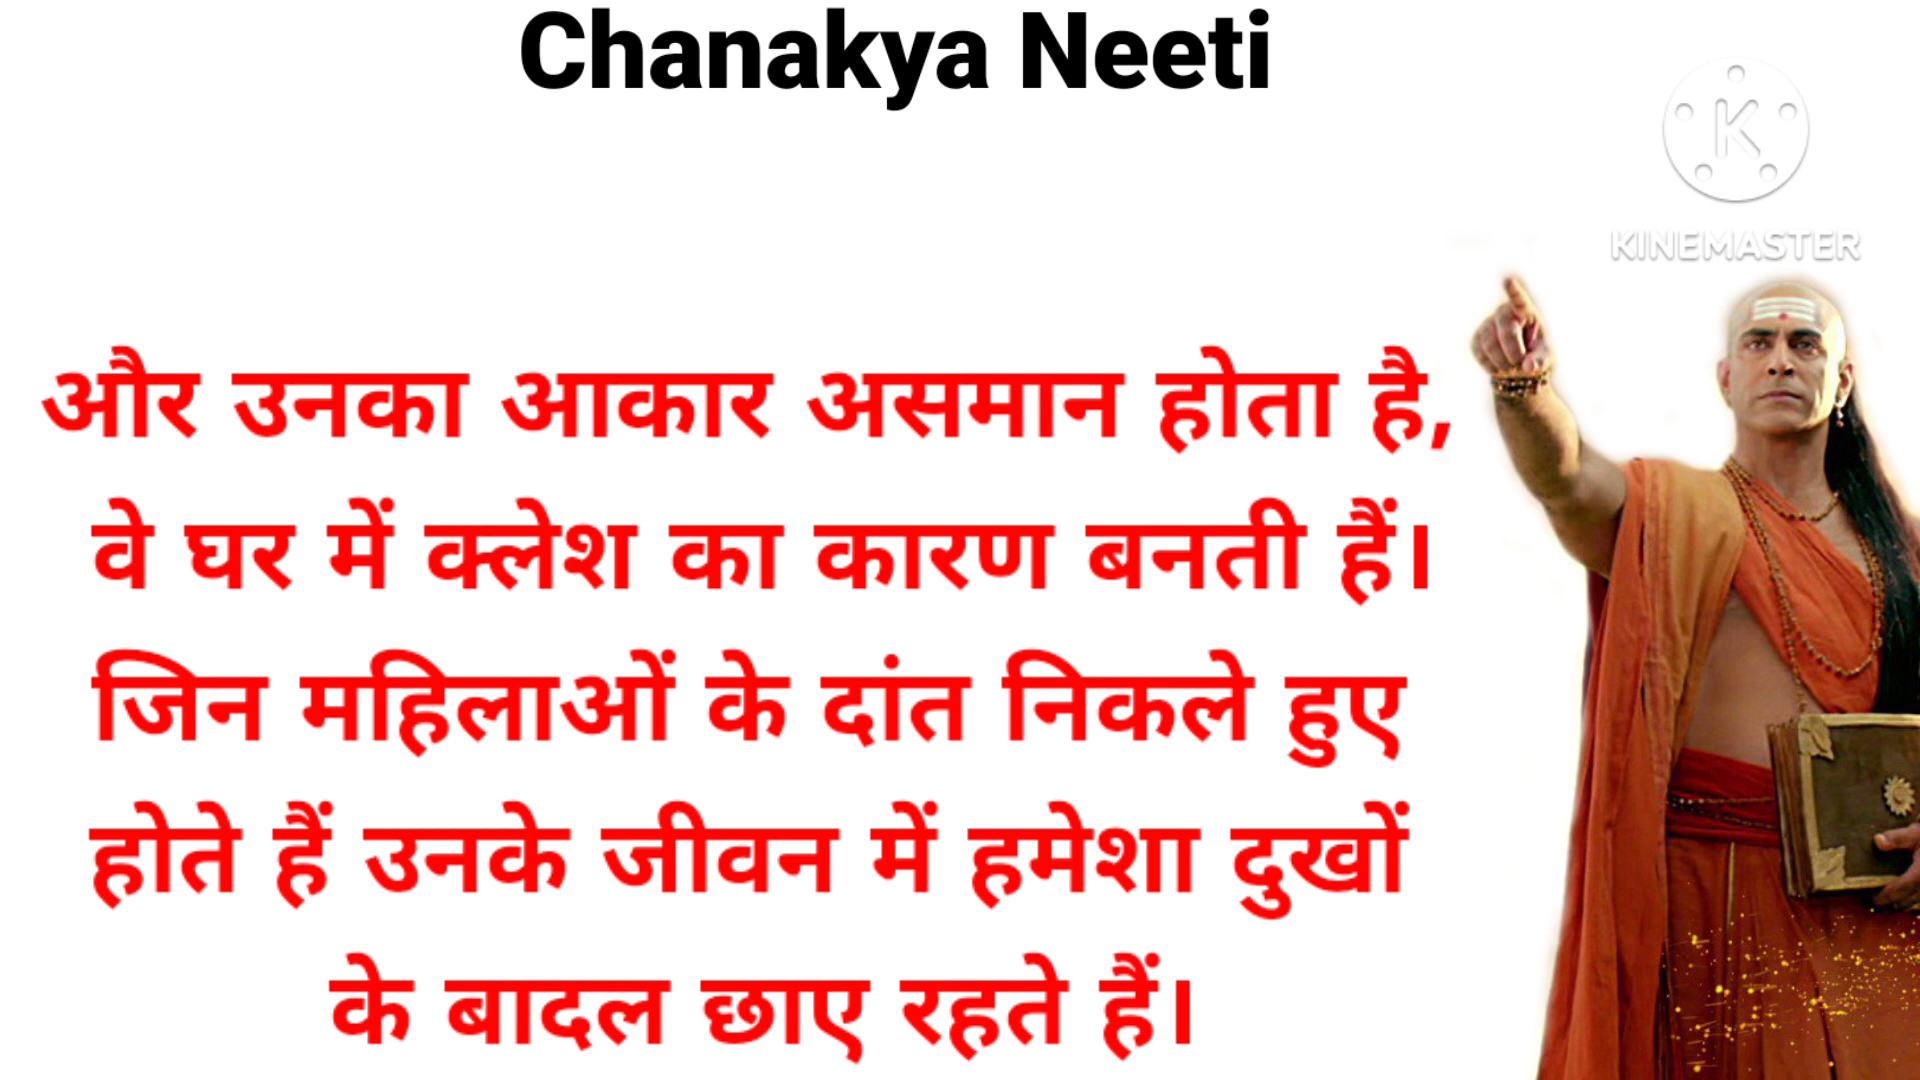 Chanakya Neeti
KINEMASTER
और उनका आकार असमान होता है,
वे घर में क्लेश का कारण बनती हैं।
जिन महिलाओं के दांत निकले हुए
होते हैं उनके जीवन में हमेशा दुखों
के बादल छाए रहते हैं।